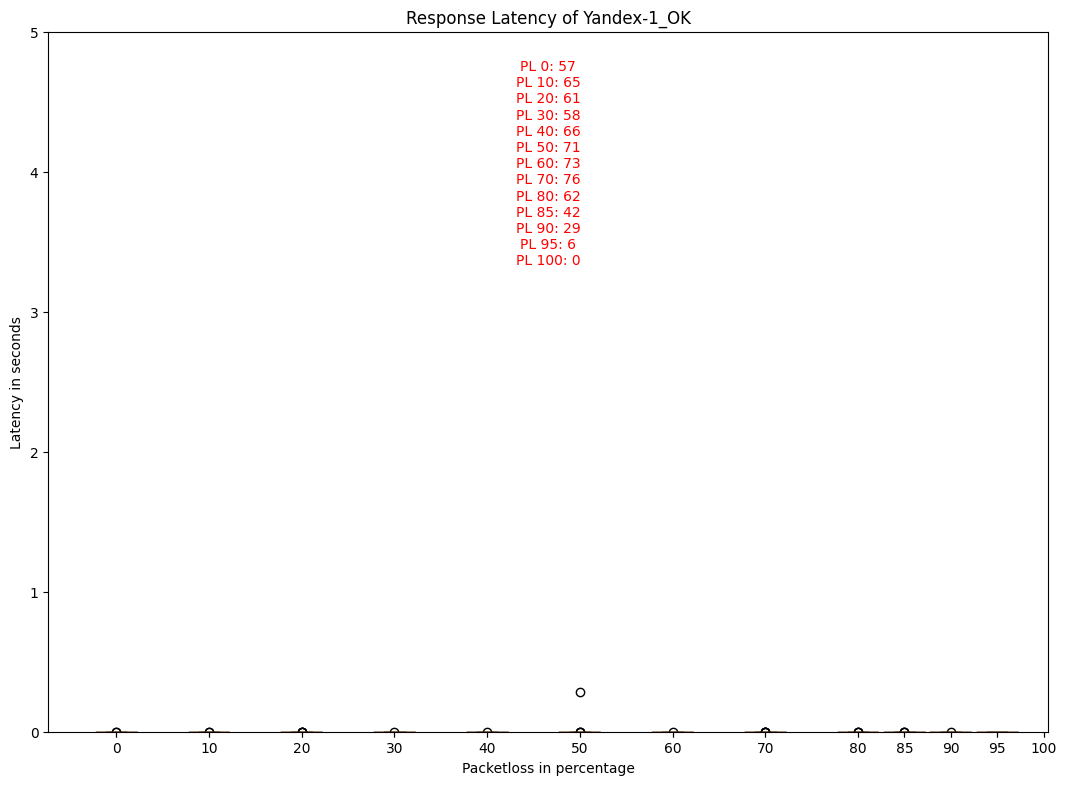 Response Latency of Yandex-1_OK
5
PL 0: 57
PL 10: 65
PL 20: 61
PL 30: 58
PL 40: 66
PL 50: 71
PL 60: 73
PL 70: 76
PL 80: 62
PL 85: 42
PL 90: 29
PL 95: 6
PL 100: 0
4
3
2
1
0
Latency in seconds
0 10 20 30 40 50 60 70 80 85 90 95 100
Packetloss in percentage